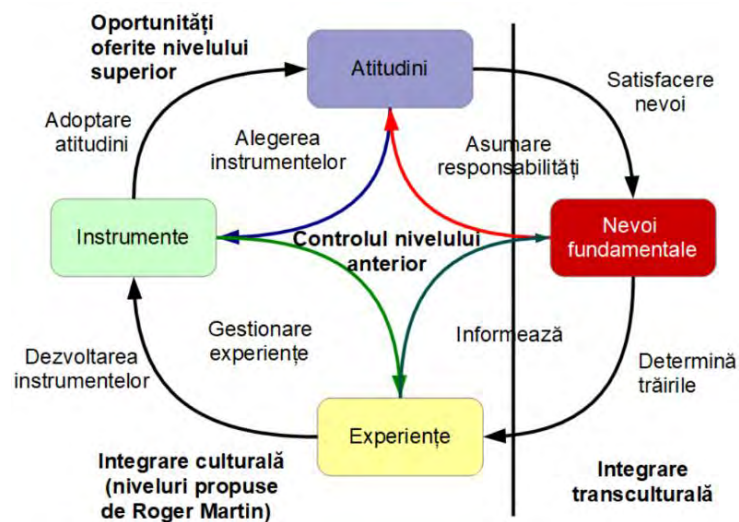 Oportunități
oferite nivelului
superior
Atitudini
Satisfacere
nevoi
Adoptare
atitudini
Alegerea
instrumentelor
Asumare
responsabilități
Instrumente
Controlul nivelului
anterior
Nevoi
fundamentale
Gestionare
experiențe
Informează
Dezvoltarea
instrumentelor
Determină
trăirile
Experiențe
Integrare culturală
(niveluri propuse
de Roger Martin)
Integrare
transculturală